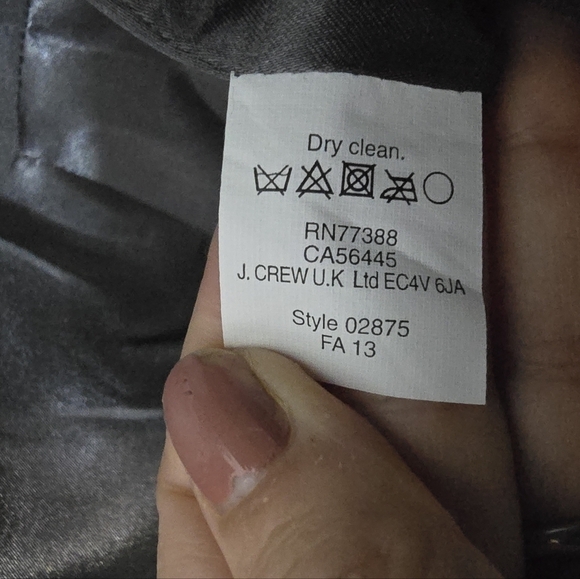 Dry clean.
RN77388
CA56445
J. CREW U.K Ltd EC4V 6JA
Style 02875
FA 13